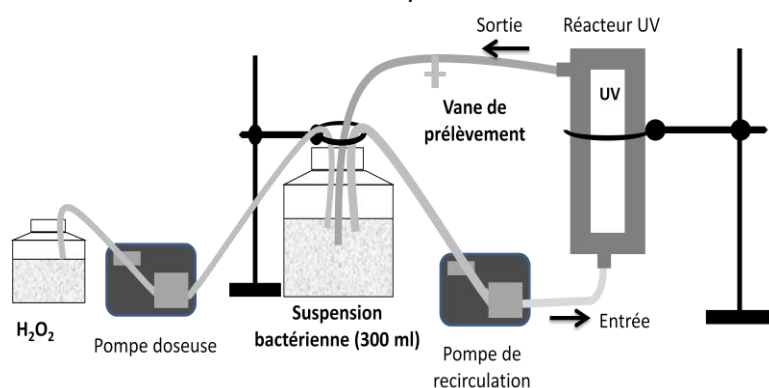 Sortie
Réacteur UV
UV
Vane de
prélèvement
H₂O₂
Pompe doseuse
Suspension
bactérienne (300 ml)
Entrée
Pompe de
recirculation